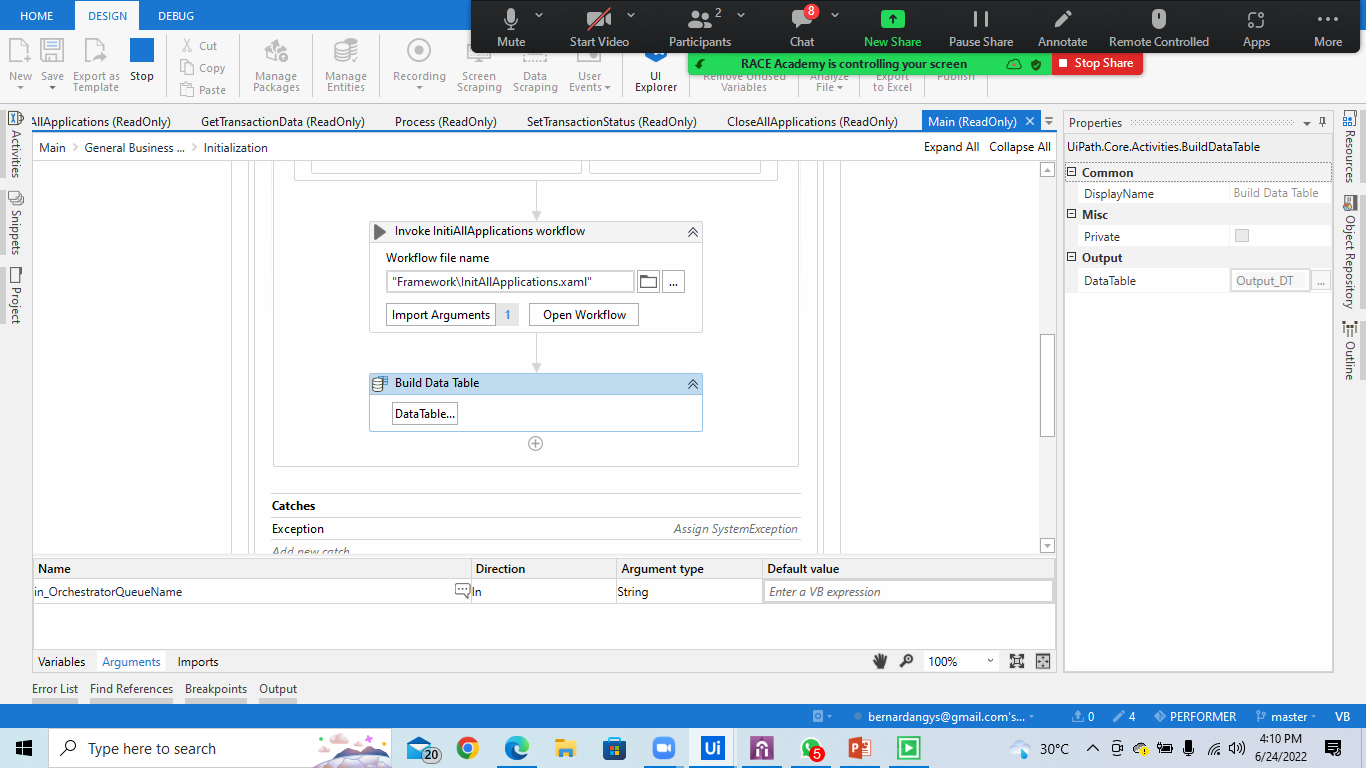 HOME DESIGN DEBUG
Mute Start Video Participants 2 Chat 8 New Share Pause Share Annotate Remote Controlled Apps More
RACE Academy is controlling your screen Stop Share
New Save Export as Template Stop Cut Copy Paste Manage Packages Manage Entities Recording Screen Scraping Data Scraping User Events UI Explorer Remove Unused Variables Analyze File Export to Excel Publish
AllApplications (ReadOnly) GetTransactionData (ReadOnly) Process (ReadOnly) SetTransactionStatus (ReadOnly) CloseAllApplications (ReadOnly) Main (ReadOnly)
Main General Business ... Initialization Expand All Collapse All
Activities
Snippets
Project
Invoke InitiAllApplications workflow
Workflow file name
"Framework\InitAllApplications.xaml" ...
Import Arguments 1 Open Workflow
Build Data Table
DataTable...
Catches
Exception Assign SystemException
Add new catch
Name Direction Argument type Default value
in_OrchestratorQueueName In String Enter a VB expression
Variables Arguments Imports 100%
Error List Find References Breakpoints Output
Properties
UiPath.Core.Activities.BuildDataTable
Common
DisplayName Build Data Table
Misc
Private
Output
DataTable Output_DT ...
Resources
Object Repository
Outline
bernardangys@gmail.com's... 0 4 PERFORMER master VB
Type here to search 20 Ui 5 30°C 4:10 PM
6/24/2022